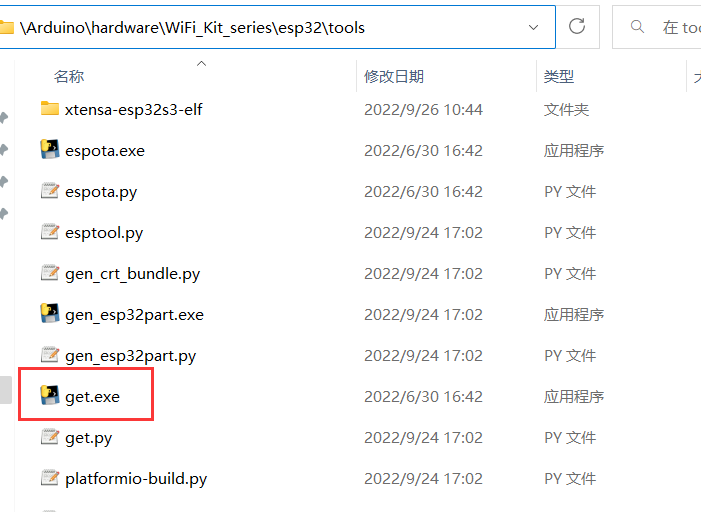 \Arduino\hardware\WiFi_Kit_series\esp32\tools
在 too
名称 修改日期 类型
xtensa-esp32s3-elf 2022/9/26 10:44 文件夹
espota.exe 2022/6/30 16:42 应用程序
espota.py 2022/6/30 16:42 PY 文件
esptool.py 2022/9/24 17:02 PY 文件
gen_crt_bundle.py 2022/9/24 17:02 PY 文件
gen_esp32part.exe 2022/9/24 17:02 应用程序
gen_esp32part.py 2022/9/24 17:02 PY 文件
get.exe 2022/6/30 16:42 应用程序
get.py 2022/9/24 17:02 PY 文件
platformio-build.py 2022/9/24 17:02 PY 文件